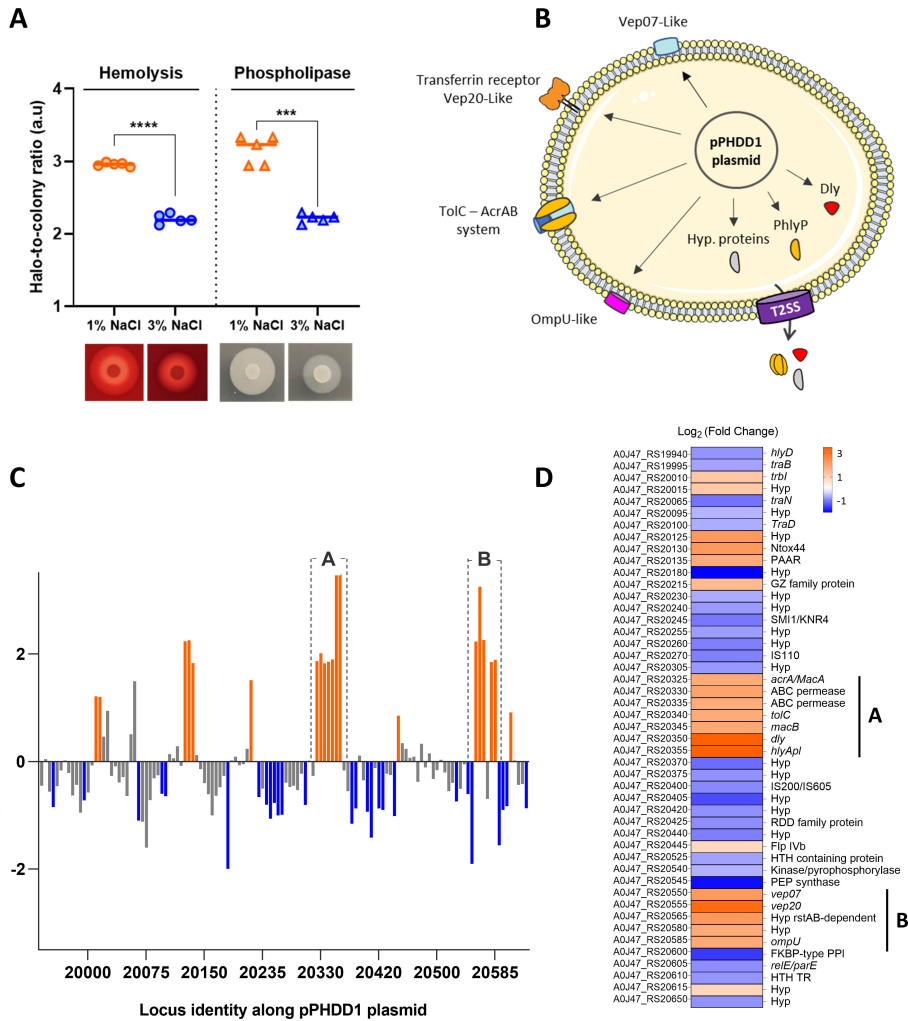 A
Hemolysis Phospholipase
Halo-to-colony ratio (a.u)
4
3
2
1
**** ***
1% NaCl 3% NaCl 1% NaCl 3% NaCl
B
Vep07-Like
Transferrin receptor
Vep20-Like
TolC – AcrAB
system
OmpU-like
pPHDD1
plasmid
Dly
PhlyP
Hyp. proteins
T2SS
C
A B
2
0
-2
20000 20075 20150 20235 20330 20420 20500 20585
Locus identity along pPHDD1 plasmid
D
Log2 (Fold Change)
3
1
-1
A0J47_RS19940 hlyD
A0J47_RS19995 traB
A0J47_RS20010 trbI
A0J47_RS20015 Hyp
A0J47_RS20065 traN
A0J47_RS20095 Hyp
A0J47_RS20100 TraD
A0J47_RS20125 Hyp
A0J47_RS20130 Ntox44
A0J47_RS20135 PAAR
A0J47_RS20180 Hyp
A0J47_RS20215 GZ family protein
A0J47_RS20230 Hyp
A0J47_RS20240 Hyp
A0J47_RS20245 SMI1/KNR4
A0J47_RS20255 Hyp
A0J47_RS20260 Hyp
A0J47_RS20270 IS110
A0J47_RS20305 Hyp
A0J47_RS20325 acrA/MacA
A0J47_RS20330 ABC permease
A0J47_RS20335 ABC permease
A0J47_RS20340 tolC
A0J47_RS20345 macB
A0J47_RS20350 dly
A0J47_RS20355 hlyApl
A0J47_RS20370 Hyp
A0J47_RS20375 Hyp
A0J47_RS20400 IS200/IS605
A0J47_RS20405 Hyp
A0J47_RS20420 Hyp
A0J47_RS20425 RDD family protein
A0J47_RS20440 Hyp
A0J47_RS20445 Flp IVb
A0J47_RS20525 HTH containing protein
A0J47_RS20540 Kinase/pyrophosphorylase
A0J47_RS20545 PEP synthase
A0J47_RS20550 vep07
A0J47_RS20555 vep20
A0J47_RS20565 Hyp rstAB-dependent
A0J47_RS20580 Hyp
A0J47_RS20585 ompU
A0J47_RS20600 FKBP-type PPI
A0J47_RS20605 relE/parE
A0J47_RS20610 HTH TR
A0J47_RS20615 Hyp
A0J47_RS20650 Hyp
A
B